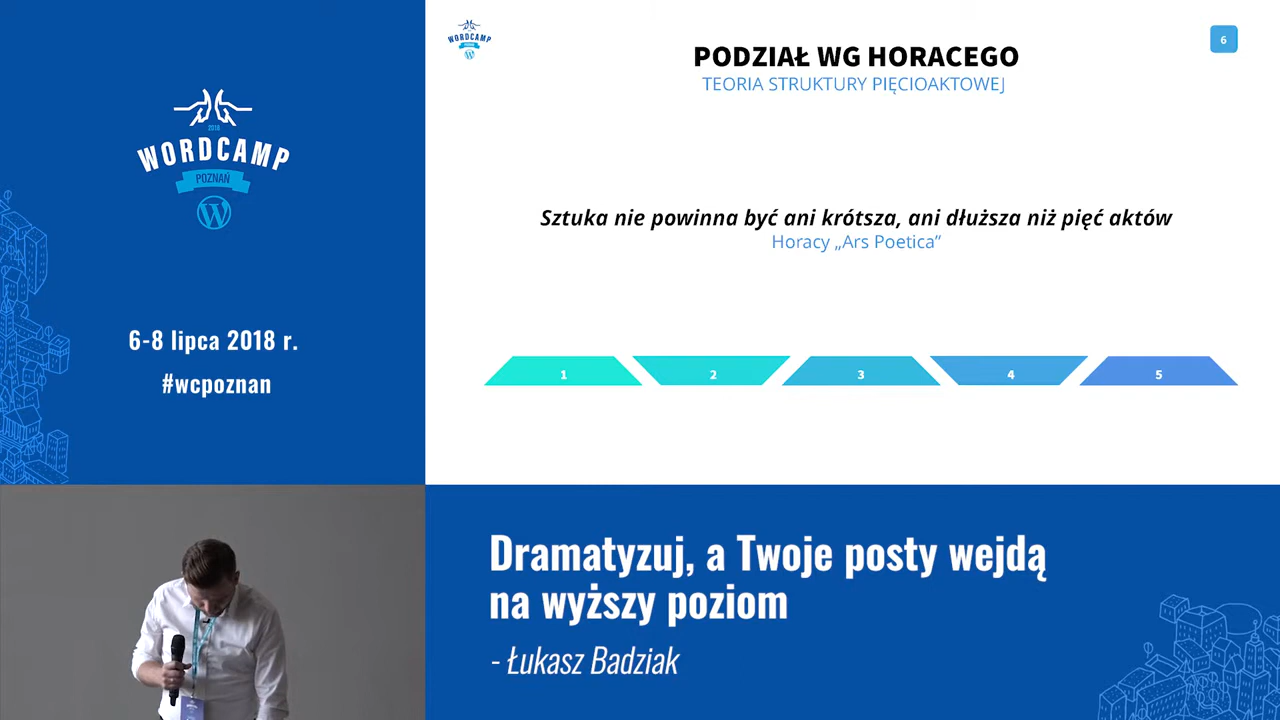 2018
WORDCAMP
POZNAŃ
6-8 lipca 2018 r.
#wcpoznan
WORDCAMP
6
PODZIAŁ WG HORACEGO
TEORIA STRUKTURY PIĘCIOAKTOWEJ
Sztuka nie powinna być ani krótsza, ani dłuższa niż pięć aktów
Horacy „Ars Poetica”
1 2 3 4 5
Dramatyzuj, a Twoje posty wejdą
na wyższy poziom
- Łukasz Badziak